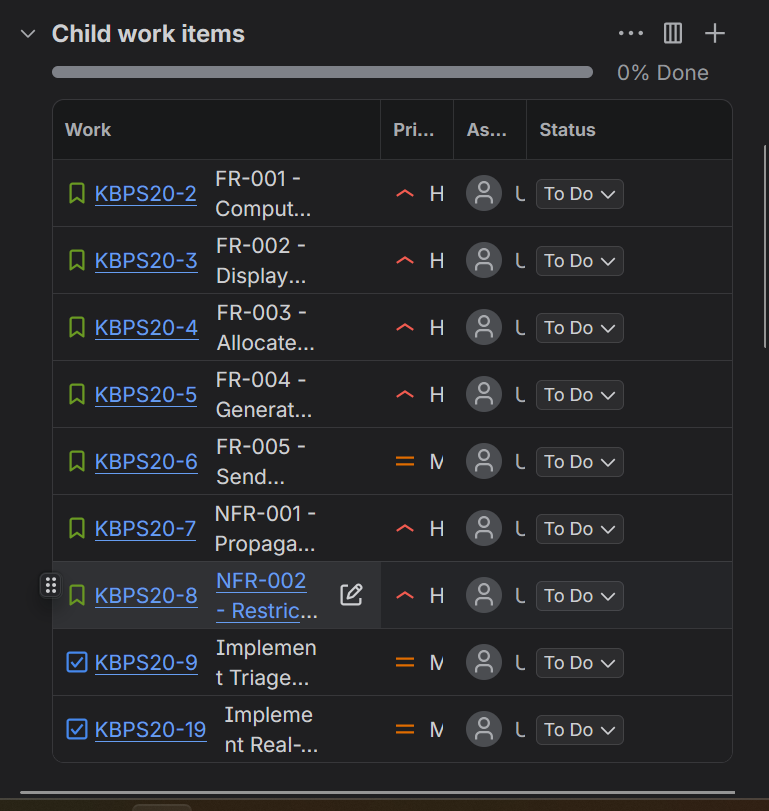 Child work items
0% Done
Work Pri... As... Status
KBPS20-2 FR-001 - H U To Do
Comput...
KBPS20-3 FR-002 - H U To Do
Display...
KBPS20-4 FR-003 - H U To Do
Allocate...
KBPS20-5 FR-004 - H U To Do
Generat...
KBPS20-6 FR-005 - M U To Do
Send...
KBPS20-7 NFR-001 - H U To Do
Propaga...
KBPS20-8 NFR-002 H U To Do
- Restric...
KBPS20-9 Implemen M U To Do
t Triage...
KBPS20-19 Impleme M U To Do
nt Real-...